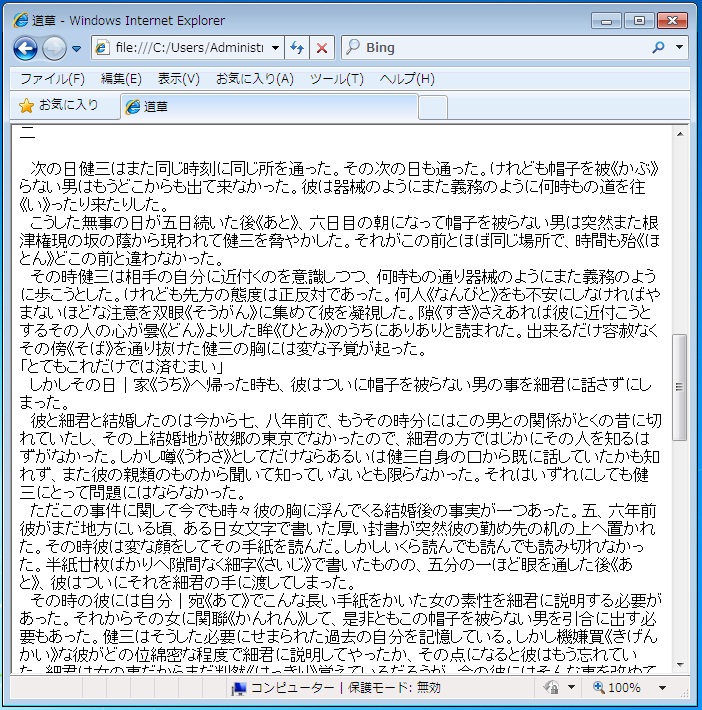 道草 - Windows Internet Explorer
file:///C:/Users/Administr
Bing
ファイル(F) 編集(E) 表示(V) お気に入り(A) ツール(T) ヘルプ(H)
お気に入り 道草
二
次の日健三はまた同じ時刻に同じ所を通った。その次の日も通った。けれども帽子を被《かぶ》
らない男はもうどこからも出て来なかった。彼は器械のようにまた義務のように何時もの道を往
《い》ったり来たりした。
こうした無事の日が五日続いた後《あと》、六日目の朝になって帽子を被らない男は突然また根
津権現の坂の蔭から現われて健三を脅やかした。それがこの前とほぼ同じ場所で、時間も殆《ほ
とん》どこの前と違わなかった。
その時健三は相手の自分に近付くのを意識しつつ、何時もの通り器械のようにまた義務のよう
に歩こうとした。けれども先方の態度は正反対であった。何人《なんびと》をも不安にしなければや
まないほどな注意を双眼《そうがん》に集めて彼を凝視した。隙《すき》さえあれば彼に近付こうと
するその人の心が曇《どん》よりした眸《ひとみ》のうちにありありと読まれた。出来るだけ容赦なく
その傍《そば》を通り抜けた健三の胸には変な予覚が起った。
「とてもこれだけでは済むまい」
しかしその日｜家《うち》へ帰った時も、彼はついに帽子を被らない男の事を細君に話さずにし
まった。
彼と細君と結婚したのは今から七、八年前で、もうその時分にはこの男との関係がとくの昔に切
れていたし、その上結婚地が故郷の東京でなかったので、細君の方ではじかにその人を知るは
ずがなかった。しかし噂《うわさ》としてだけならあるいは健三自身の口から既に話していたかも知
れず、また彼の親類のものから聞いて知っていないとも限らなかった。それはいずれにしても健
三にとって問題にはならなかった。
ただこの事件に関して今でも時々彼の胸に浮んでくる結婚後の事実が一つあった。五、六年前
彼がまだ地方にいる頃、ある日女文字で書いた厚い封書が突然彼の勤め先の机の上へ置かれ
た。その時彼は変な顔をしてその手紙を読んだ。しかしいくら読んでも読んでも読み切れなかっ
た。半紙廿枚ばかりへ隙間なく細字《さいじ》で書いたものの、五分の一ほど眼を通した後《あ
と》、彼はついにそれを細君の手に渡してしまった。
その時の彼には自分｜宛《あて》でこんな長い手紙をかいた女の素性を細君に説明する必要が
あった。それからその女に関聯《かんれん》して、是非ともこの帽子を被らない男を引合に出す必
要もあった。健三はそうした必要にせまられた過去の自分を記憶している。しかし機嫌買《きげん
かい》な彼がどの位綿密な程度で細君に説明してやったか、その点になると彼はもう忘れてい
た。細君は女の事だからまだ判然《はっきり》覚えているだろうが、今の彼にはそんな事を改めて
コンピューター | 保護モード: 無効
100%